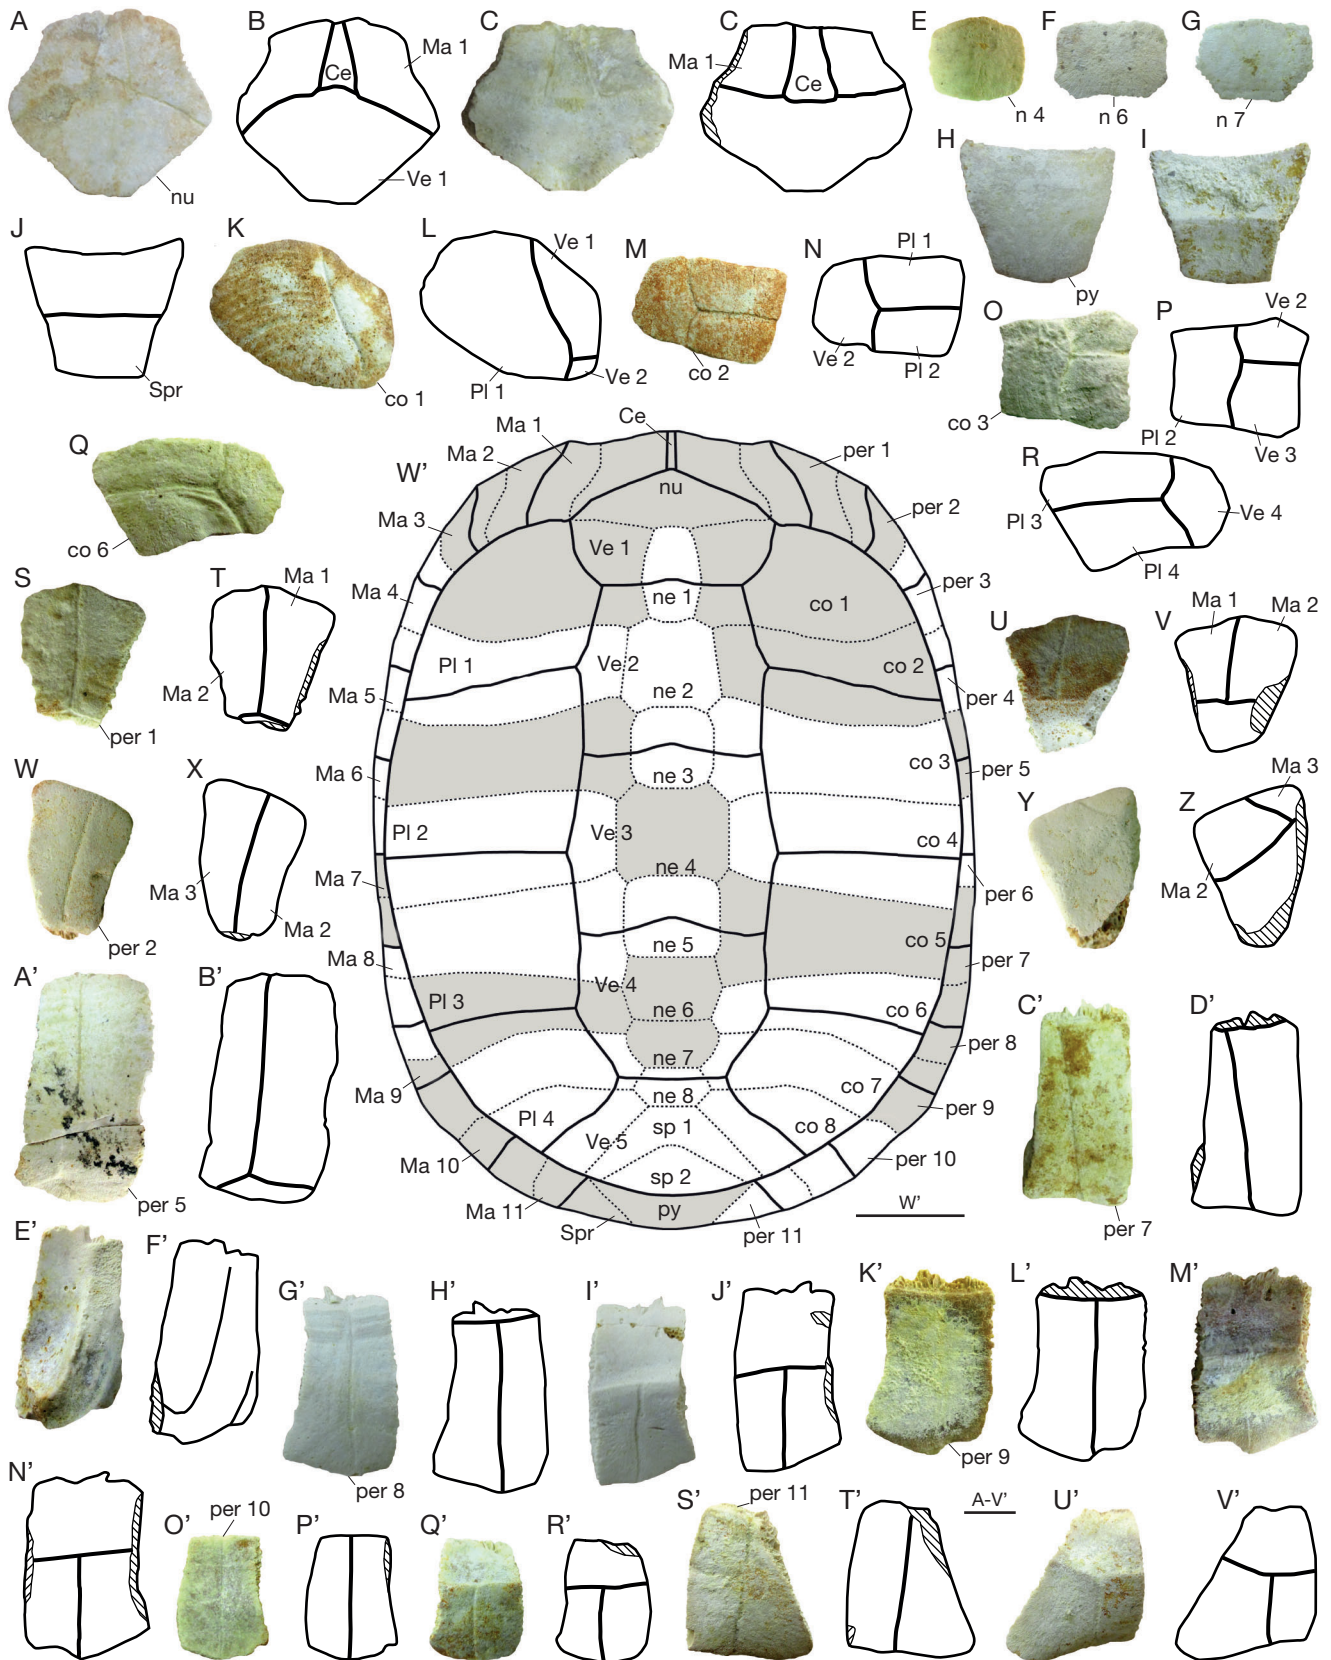 A B C C E F G
Ma 1 Ce Ve 1 nu
Ma 1 Ce
n 4 n 6 n 7
H I
py
J K L M N O P
Spr
co 1
Ve 1 Pl 1 Ve 2
co 2
Pl 1 Ve 2 Pl 2
co 3
Ve 2 Pl 2 Ve 3
Q R
co 6
Pl 3 Ve 4 Pl 4
W'
Ce
Ma 1 per 1
Ma 2 nu
Ma 3 per 2
Ve 1
Ma 4 per 3
ne 1 co 1
Pl 1 Ve 2 co 2
Ma 5 ne 2 per 4
Ma 6 ne 3 co 3 per 5
Pl 2 Ve 3 co 4
Ma 7 ne 4 per 6
Ma 8 ne 5 co 5 per 7
Pl 3 Ve 4
ne 6 co 6
ne 7 per 8
Ma 9 ne 8 co 7 per 9
Pl 4 Ve 5 sp 1 co 8
Ma 10 sp 2 per 10
Ma 11 py
Spr per 11
W'
S T U V
Ma 1
Ma 2
per 1
Ma 1 Ma 2
W X Y Z
per 2
Ma 3 Ma 2
Ma 3
Ma 2
A' B' C' D'
per 5
per 7
E' F' G' H' I' J' K' L' M'
per 8
per 9
N' O' P' Q' R' S' T' U' V'
per 10
per 11
A-V'